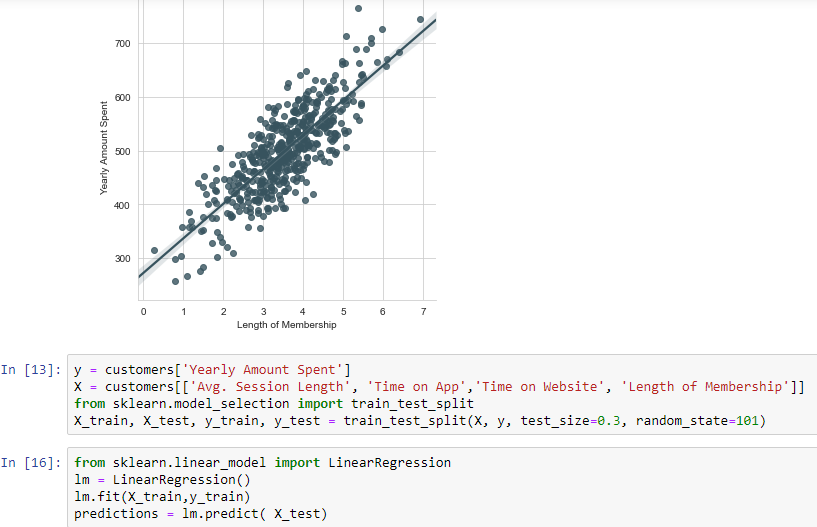 700
600
500
400
300
Yearly Amount Spent
0 1 2 3 4 5 6 7
Length of Membership
In [13]: y = customers['Yearly Amount Spent']
X = customers[['Avg. Session Length', 'Time on App','Time on Website', 'Length of Membership']]
from sklearn.model_selection import train_test_split
X_train, X_test, y_train, y_test = train_test_split(X, y, test_size=0.3, random_state=101)
In [16]: from sklearn.linear_model import LinearRegression
lm = LinearRegression()
lm.fit(X_train,y_train)
predictions = lm.predict( X_test)